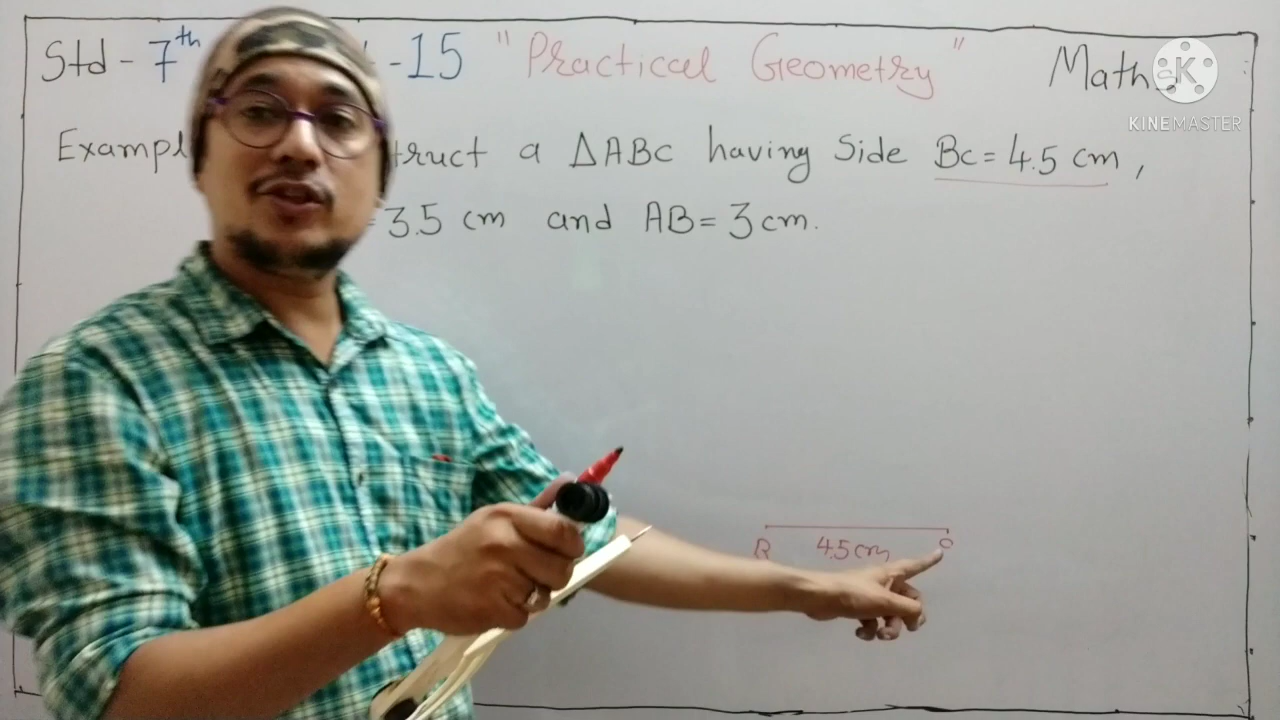 Std - 7th -15 "Practical Geometry" Maths
K
KINEMASTER
Exampl truct a ΔABC having Side BC = 4.5 cm,
= 3.5 cm and AB = 3 cm.
B 4.5 cm C